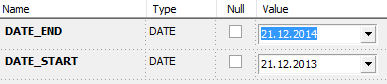 Name Type Null Value
DATE_END DATE 21.12.2014
DATE_START DATE 21.12.2013